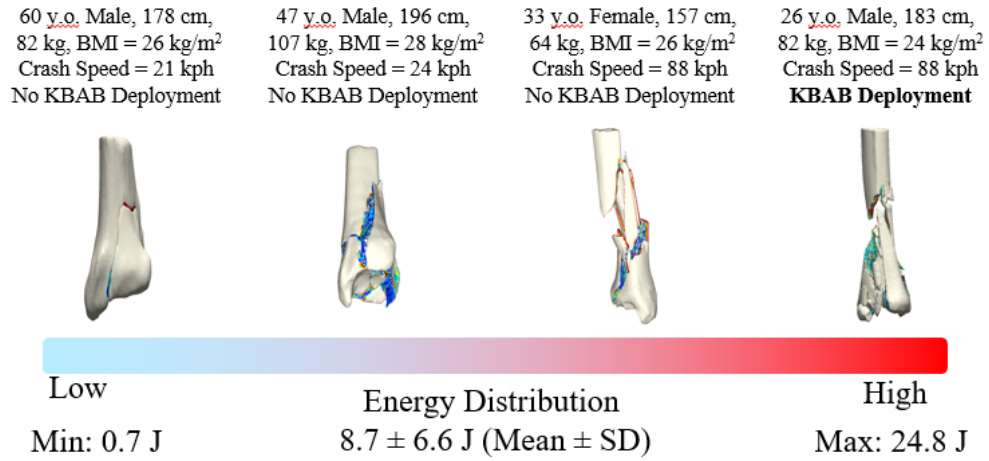 60 y.o. Male, 178 cm,
82 kg, BMI = 26 kg/m²
Crash Speed = 21 kph
No KBAB Deployment
47 y.o. Male, 196 cm,
107 kg, BMI = 28 kg/m²
Crash Speed = 24 kph
No KBAB Deployment
33 y.o. Female, 157 cm,
64 kg, BMI = 26 kg/m²
Crash Speed = 88 kph
No KBAB Deployment
26 y.o. Male, 183 cm,
82 kg, BMI = 24 kg/m²
Crash Speed = 88 kph
KBAB Deployment
Low
Energy Distribution
High
Min: 0.7 J
8.7 ± 6.6 J (Mean ± SD)
Max: 24.8 J